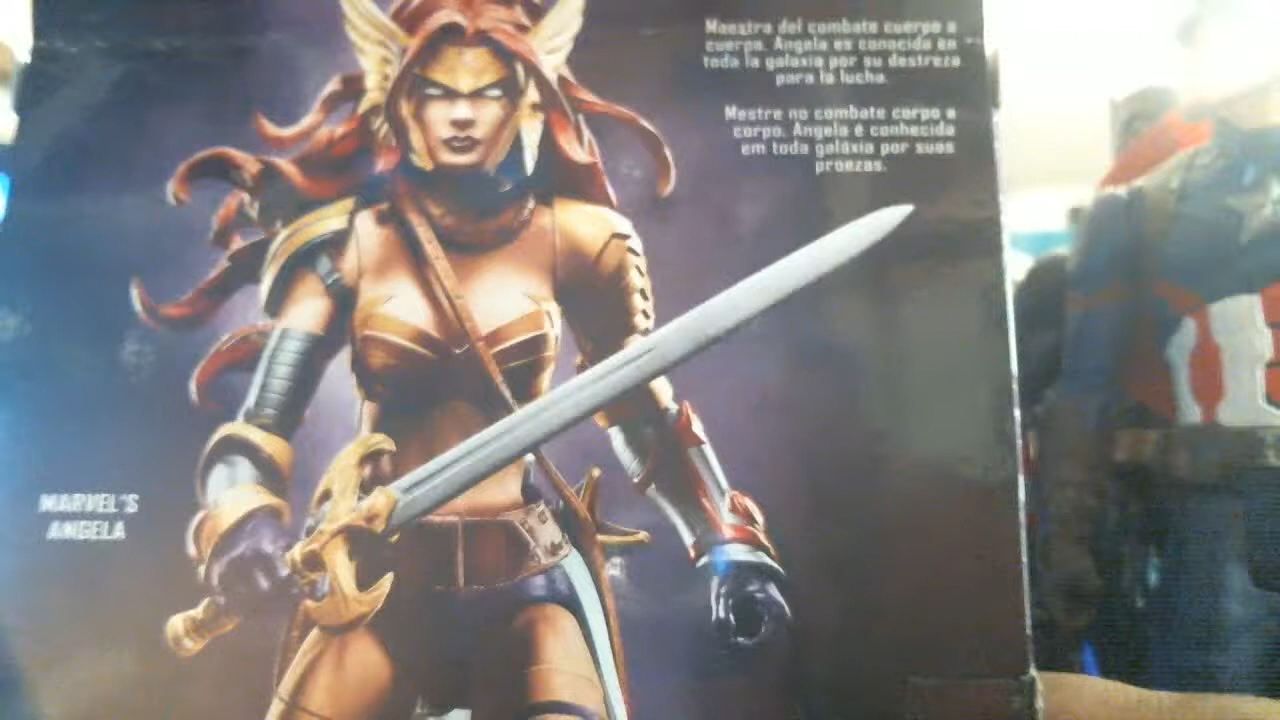 Maestra del combate cuerpo a
cuerpo. Angela es conocida en
toda la galaxia por su destreza
para la lucha.
Mestre no combate corpo a
corpo. Angela é conhecida
em toda galáxia por suas
proezas.
MARVEL'S
ANGELA